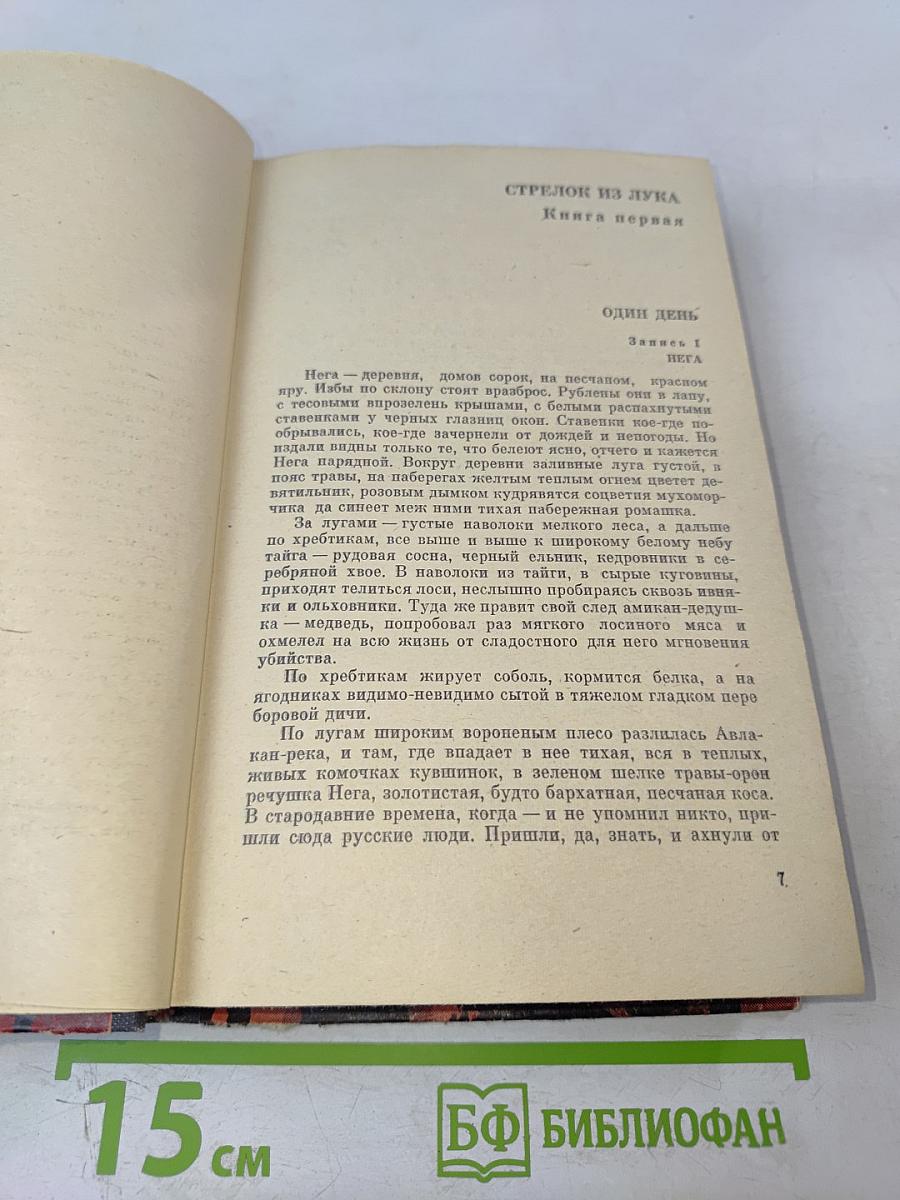 СТРЕЛОК ИЗ ЛУКА
Книга первая
ОДИН ДЕНЬ
Запись I
НЕГА
Нега — деревня, домов сорок, на песчаном, красном
яру. Избы по склону стоят вразброс. Рублены они в лапу,
с тесовыми впрозелень крышами, с белыми распахнутыми
ставенками у черных глазниц окон. Ставенки кое-где по-
обрывались, кое-где зачернели от дождей и непогоды. Но
издали видны только те, что белеют ясно, отчего и кажется
Нега парадной. Вокруг деревни заливные луга густой, в
пояс травы, на паберегах желтым теплым огнем цветет де-
вятильник, розовым дымком кудрявятся соцветия мухомор-
чика да синеет меж ними тихая пабережная ромашка.
За лугами — густые наволоки мелкого леса, а дальше
по хребтикам, все выше и выше к широкому белому небу
тайга — рудовая сосна, черный ельник, кедровники в се-
ребряной хвое. В наволоки из тайги, в сырые куговины,
приходят телиться лоси, неслышно пробираясь сквозь ивня-
ки и ольховники. Туда же правит свой след амикан-дедуш-
ка — медведь, попробовал раз мягкого лосиного мяса и
охмелел на всю жизнь от сладостного для него мгновения
убийства.
По хребтикам жирует соболь, кормится белка, а на
ягодниках видимо-невидимо сытой в тяжелом гладком пере
боровой дичи.
По лугам широким вороненым плесо разлилась Авла-
кан-река, и там, где впадает в нее тихая, вся в теплых,
живых комочках кувшинок, в зеленом шелке травы-орон
речушка Нега, золотистая, будто бархатная, песчаная коса.
В стародавние времена, когда — и не упомнил никто, при-
шли сюда русские люди. Пришли, да, знать, и ахнули от
7
15 см
БФ БИБЛИОФАН